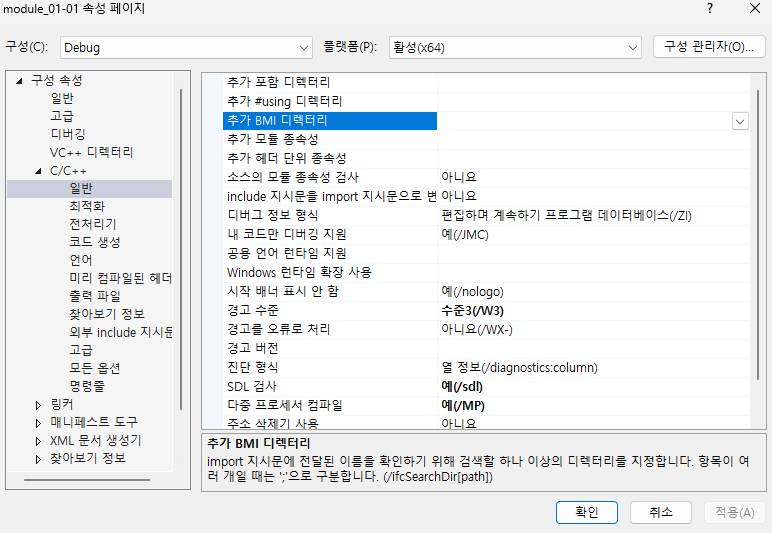 module_01-01 속성 페이지
구성(C): Debug 플랫폼(P): 활성(x64) 구성 관리자(O)...
구성 속성
일반
고급
디버깅
VC++ 디렉터리
C/C++
일반
최적화
전처리기
코드 생성
언어
미리 컴파일된 헤더
출력 파일
찾아보기 정보
외부 include 지시문
고급
모든 옵션
명령줄
링커
매니페스트 도구
XML 문서 생성기
찾아보기 정보
추가 포함 디렉터리
추가 #using 디렉터리
추가 BMI 디렉터리
추가 모듈 종속성
추가 헤더 단위 종속성
소스의 모듈 종속성 검사 아니요
include 지시문을 import 지시문으로 변 아니요
디버그 정보 형식 편집하며 계속하기 프로그램 데이터베이스(/ZI)
내 코드만 디버깅 지원 예(/JMC)
공용 언어 런타임 지원
Windows 런타임 확장 사용
시작 배너 표시 안 함 예(/nologo)
경고 수준 수준3(/W3)
경고를 오류로 처리 아니요(/WX-)
경고 버전
진단 형식 열 정보(/diagnostics:column)
SDL 검사 예(/sdl)
다중 프로세서 컴파일 예(/MP)
주소 삭제기 사용 아니요
추가 BMI 디렉터리
import 지시문에 전달된 이름을 확인하기 위해 검색할 하나 이상의 디렉터리를 지정합니다. 항목이 여
러 개일 때는 ';'으로 구분합니다. (/ifcSearchDir[path])
확인 취소 적용(A)